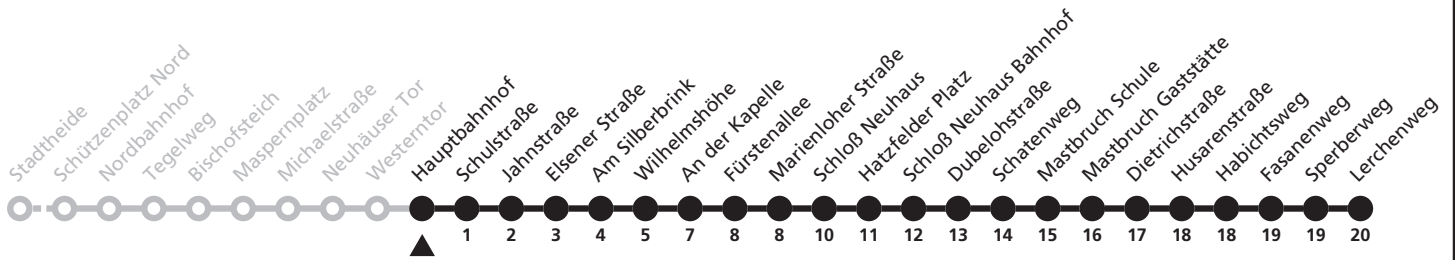 Stadtheide
Schützenplatz Nord
Nordbahnhof
Tegelweg
Bischofsteich
Maspernplatz
Michaelstraße
Neuhäuser Tor
Westerntor
Hauptbahnhof
Schulstraße
Jahnstraße
Elsener Straße
Am Silberbrink
Wilhelmshöhe
An der Kapelle
Fürstenallee
Marienloher Straße
Schloß Neuhaus
Hatzfelder Platz
Schloß Neuhaus Bahnhof
Dubelohstraße
Schatenweg
Mastbruch Schule
Mastbruch Gaststätte
Dietrichstraße
Husarenstraße
Habichtsweg
Fasanenweg
Sperberweg
Lerchenweg
1 2 3 4 5 7 8 8 10 11 12 13 14 15 16 17 18 18 19 19 20